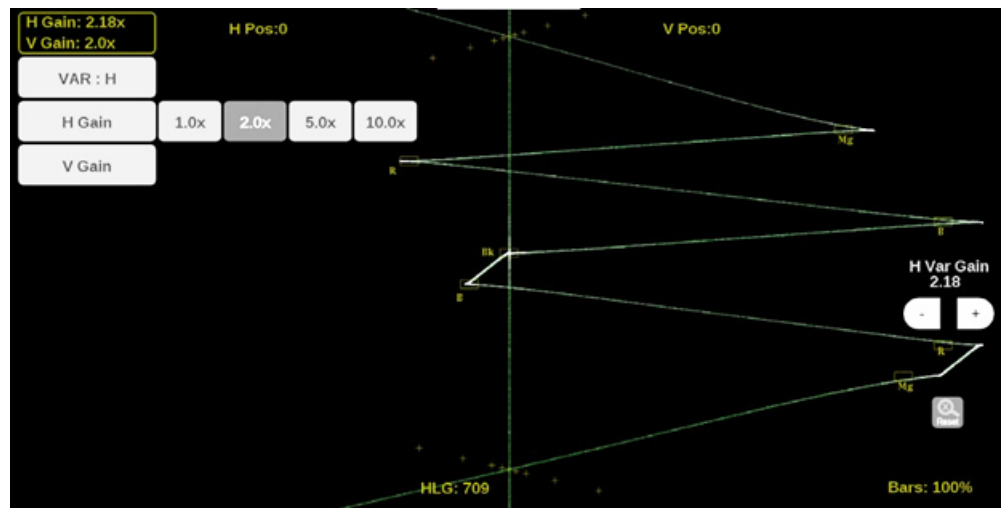 H Gain: 2.18x
V Gain: 2.0x
H Pos:0
V Pos:0
VAR : H
H Gain
1.0x
2.0x
5.0x
10.0x
V Gain
Mg
R
B
Bk
H Var Gain
2.18
-
+
R
Mg
Reset
HLG: 709
Bars: 100%